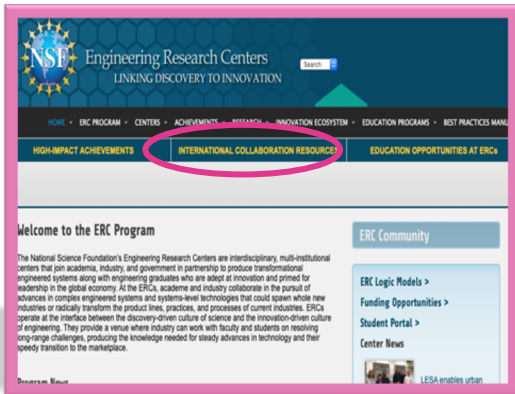 NSF
Engineering Research Centers
LINKING DISCOVERY TO INNOVATION
Search
HOME ERC PROGRAM CENTERS ACHIEVEMENTS RESEARCH INNOVATION ECOSYSTEM EDUCATION PROGRAMS BEST PRACTICES MANU
HIGH-IMPACT ACHIEVEMENTS INTERNATIONAL COLLABORATION RESOURCES EDUCATION OPPORTUNITIES AT ERCs
Welcome to the ERC Program
The National Science Foundation's Engineering Research Centers are interdisciplinary, multi-institutional
centers that join academia, industry, and government in partnership to produce transformational
engineered systems along with engineering graduates who are adept at innovation and primed for
leadership in the global economy. At the ERCs, academe and industry collaborate in the pursuit of
advances in complex engineered systems and systems-level technologies that could spawn whole new
industries or radically transform the product lines, practices, and processes of current industries. ERCs
operate at the interface between the discovery-driven culture of science and the innovation-driven culture
of engineering. They provide a venue where industry can work with faculty and students on resolving
long-range challenges, producing the knowledge needed for steady advances in technology and their
speedy transition to the marketplace.
Program News
ERC Community
ERC Logic Models >
Funding Opportunities >
Student Portal >
Center News
LESA enables urban